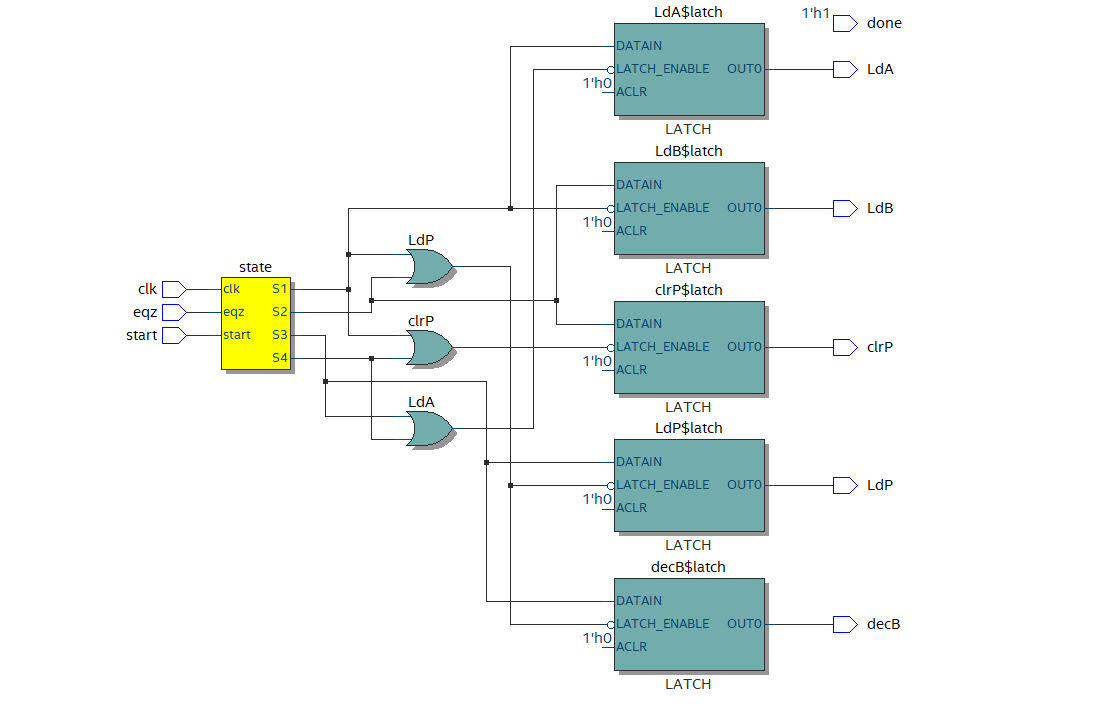 LdA$latch
1'h1
done
DATAIN
LATCH_ENABLE
OUT0
LdA
1'h0
ACLR
LATCH
LdB$latch
DATAIN
LATCH_ENABLE
OUT0
LdB
1'h0
ACLR
LATCH
LdP
state
clk
clk
S1
eqz
eqz
S2
start
start
S3
S4
clrP
LdA
clrP$latch
DATAIN
LATCH_ENABLE
OUT0
clrP
1'h0
ACLR
LATCH
LdP$latch
DATAIN
LATCH_ENABLE
OUT0
LdP
1'h0
ACLR
LATCH
decB$latch
DATAIN
LATCH_ENABLE
OUT0
decB
1'h0
ACLR
LATCH